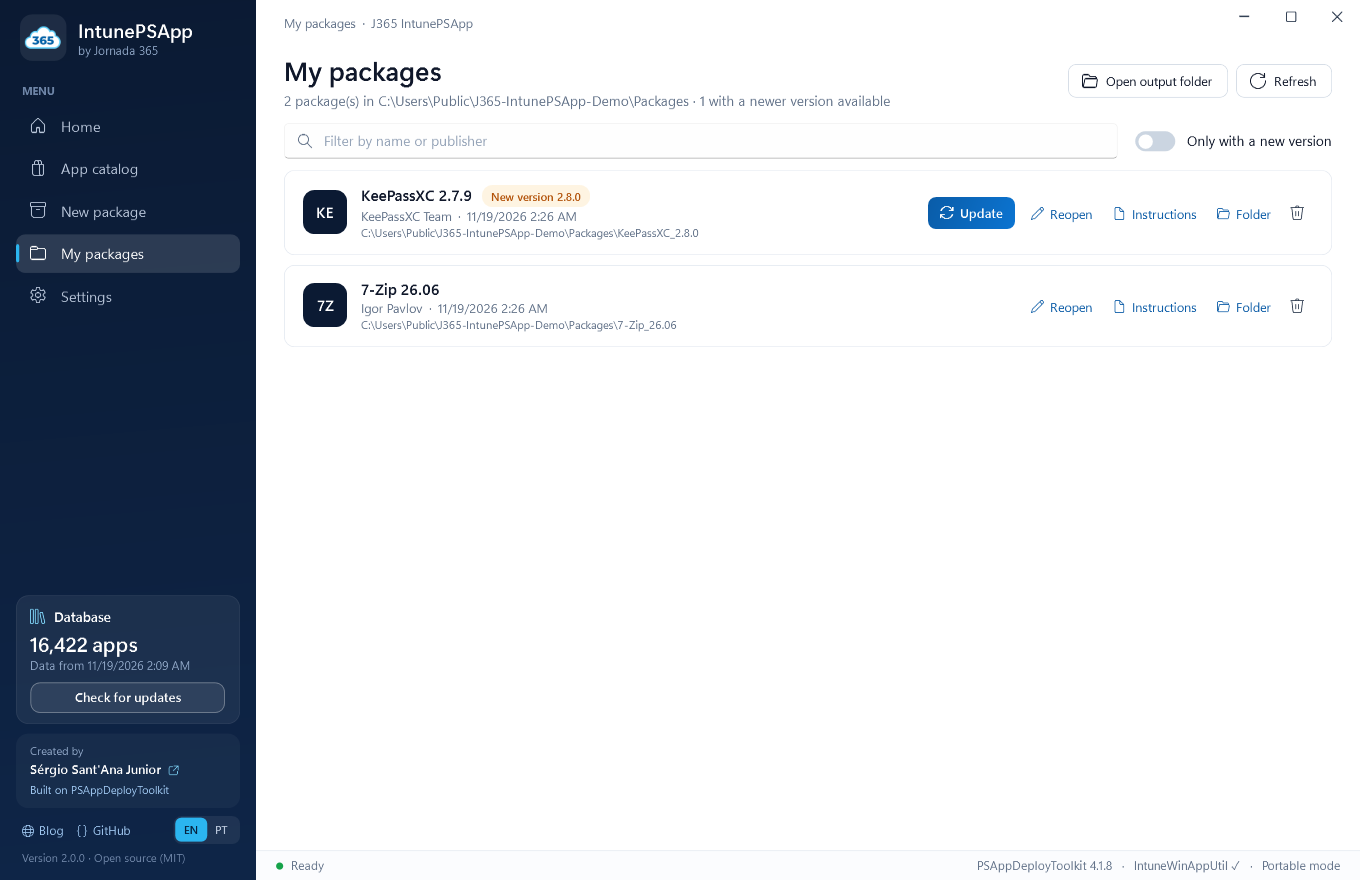 365
IntunePSApp
by Jornada 365
MENU
Home
App catalog
New package
My packages
Settings
Database
16,422 apps
Data from 11/19/2026 2:09 AM
Check for updates
Created by
Sérgio Sant'Ana Junior
Built on PSAppDeployToolkit
Blog {} GitHub EN PT
Version 2.0.0 · Open source (MIT)
My packages · J365 IntunePSApp
My packages
2 package(s) in C:\Users\Public\J365-IntunePSApp-Demo\Packages · 1 with a newer version available
Open output folder
Refresh
Filter by name or publisher
Only with a new version
KE
KeePassXC 2.7.9 New version 2.8.0
KeePassXC Team · 11/19/2026 2:26 AM
C:\Users\Public\J365-IntunePSApp-Demo\Packages\KeePassXC_2.8.0
Update Reopen Instructions Folder
7Z
7-Zip 26.06
Igor Pavlov · 11/19/2026 2:26 AM
C:\Users\Public\J365-IntunePSApp-Demo\Packages\7-Zip_26.06
Reopen Instructions Folder
Ready
PSAppDeployToolkit 4.1.8 · IntuneWinAppUtil ✓ · Portable mode